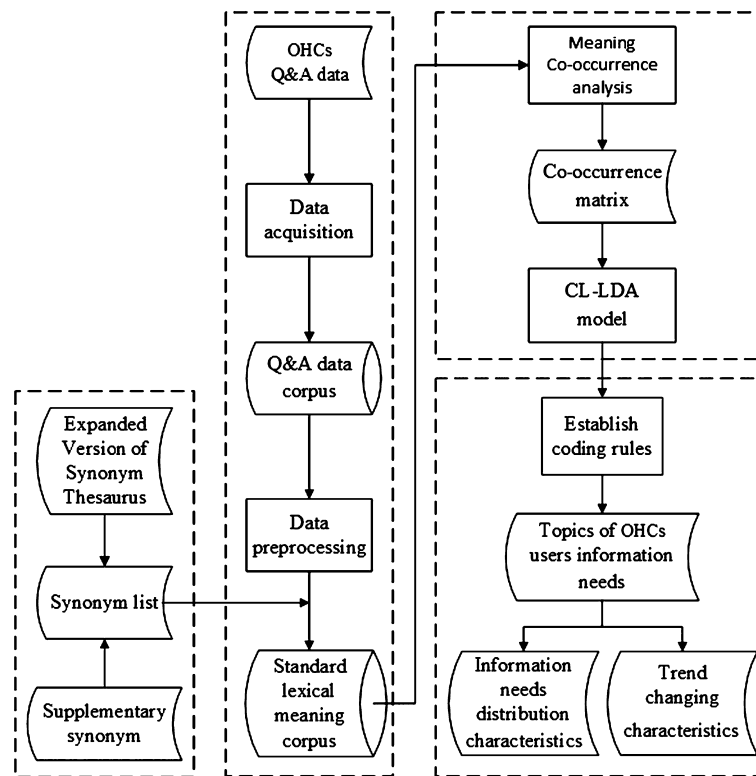 OHCs
Q&A data
Data
acquisition
Q&A data
corpus
Data
preprocessing
Standard
lexical
meaning
corpus
Expanded
Version of
Synonym
Thesaurus
Synonym list
Supplementary
synonym
Meaning
Co-occurrence
analysis
Co-occurrence
matrix
CL-LDA
model
Establish
coding rules
Topics of OHCs
users information
needs
Information
needs
distribution
characteristics
Trend
changing
characteristics